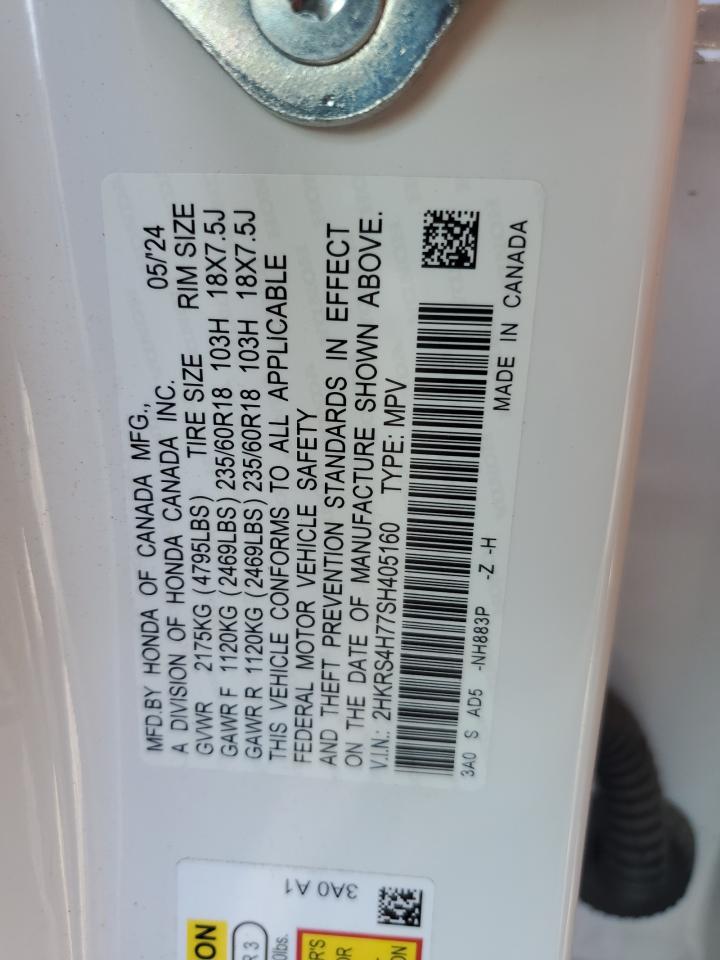 MFD.BY HONDA OF CANADA MFG., 05/'24
A DIVISION OF HONDA CANADA INC.
GVWR 2175KG (4795LBS) TIRE SIZE RIM SIZE
GAWR F 1120KG (2469LBS) 235/60R18 103H 18X7.5J
GAWR R 1120KG (2469LBS) 235/60R18 103H 18X7.5J
THIS VEHICLE CONFORMS TO ALL APPLICABLE
FEDERAL MOTOR VEHICLE SAFETY
AND THEFT PREVENTION STANDARDS IN EFFECT
ON THE DATE OF MANUFACTURE SHOWN ABOVE.
V.I.N.: 2HKRS4H77SH405160 TYPE: MPV
3A0 S AD5 -NH883P -Z -H
MADE IN CANADA
3A0 A1